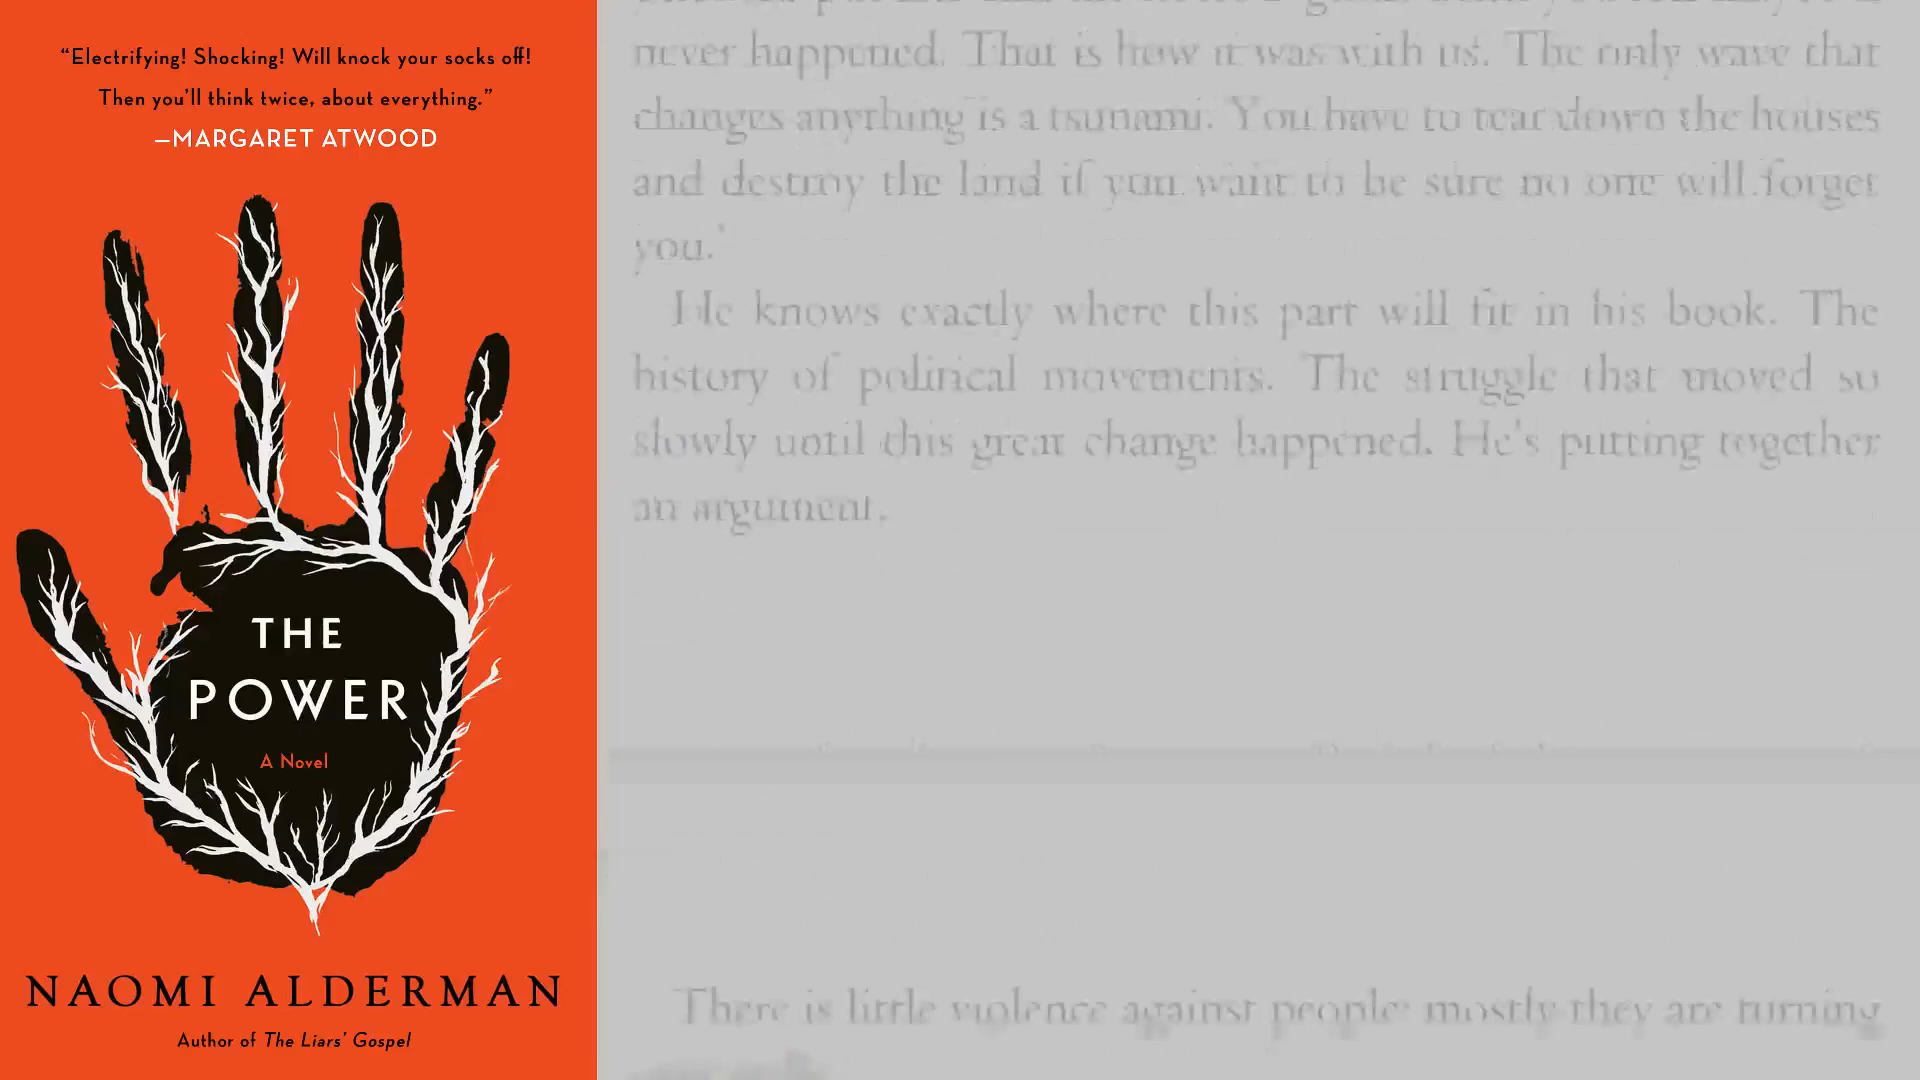 “Electrifying! Shocking! Will knock your socks off!
Then you’ll think twice, about everything.”
—MARGARET ATWOOD
THE
POWER
A Novel
NAOMI ALDERMAN
Author of The Liars’ Gospel
never happened. That is how it was with us. The only wave that
changes anything is a tsunami. You have to tear down the houses
and destroy the land if you want to be sure no one will forget
you.’
He knows exactly where this part will fit in his book. The
history of political movements. The struggle that moved so
slowly until this great change happened. He’s putting together
an argument.
There is little violence against people mostly they are turning